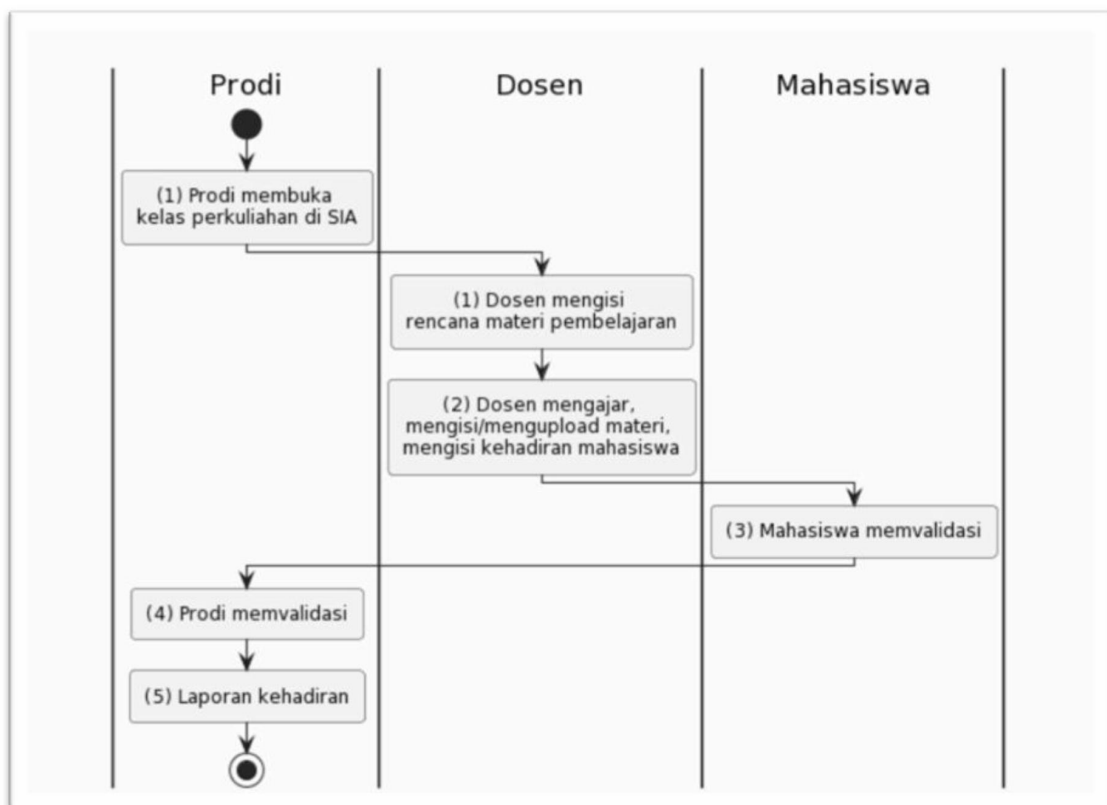 Prodi
Dosen
Mahasiswa
(1) Prodi membuka
kelas perkuliahan di SIA
(1) Dosen mengisi
rencana materi pembelajaran
(2) Dosen mengajar,
mengisi/mengupload materi,
mengisi kehadiran mahasiswa
(3) Mahasiswa memvalidasi
(4) Prodi memvalidasi
(5) Laporan kehadiran